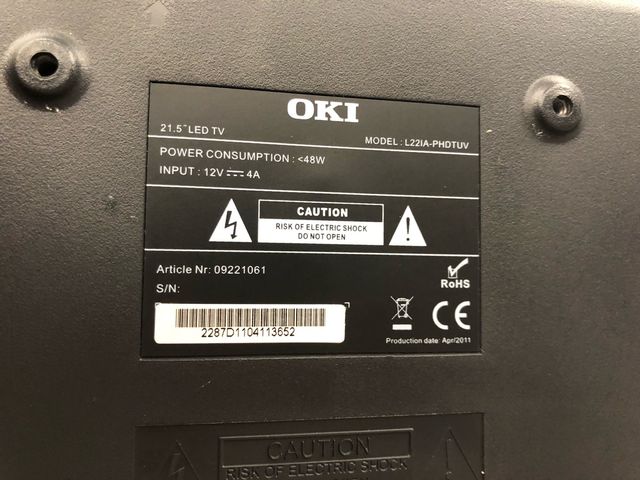 OKI
21.5" LED TV
MODEL : L22IA-PHDTUV
POWER CONSUMPTION : <48W
INPUT : 12V ⎓ 4A
CAUTION
RISK OF ELECTRIC SHOCK
DO NOT OPEN
Article Nr: 09221061
S/N:
RoHS
2287D1104113652
CE
Production date: Apr/2011
CAUTION
RISK OF ELECTRIC SHOCK